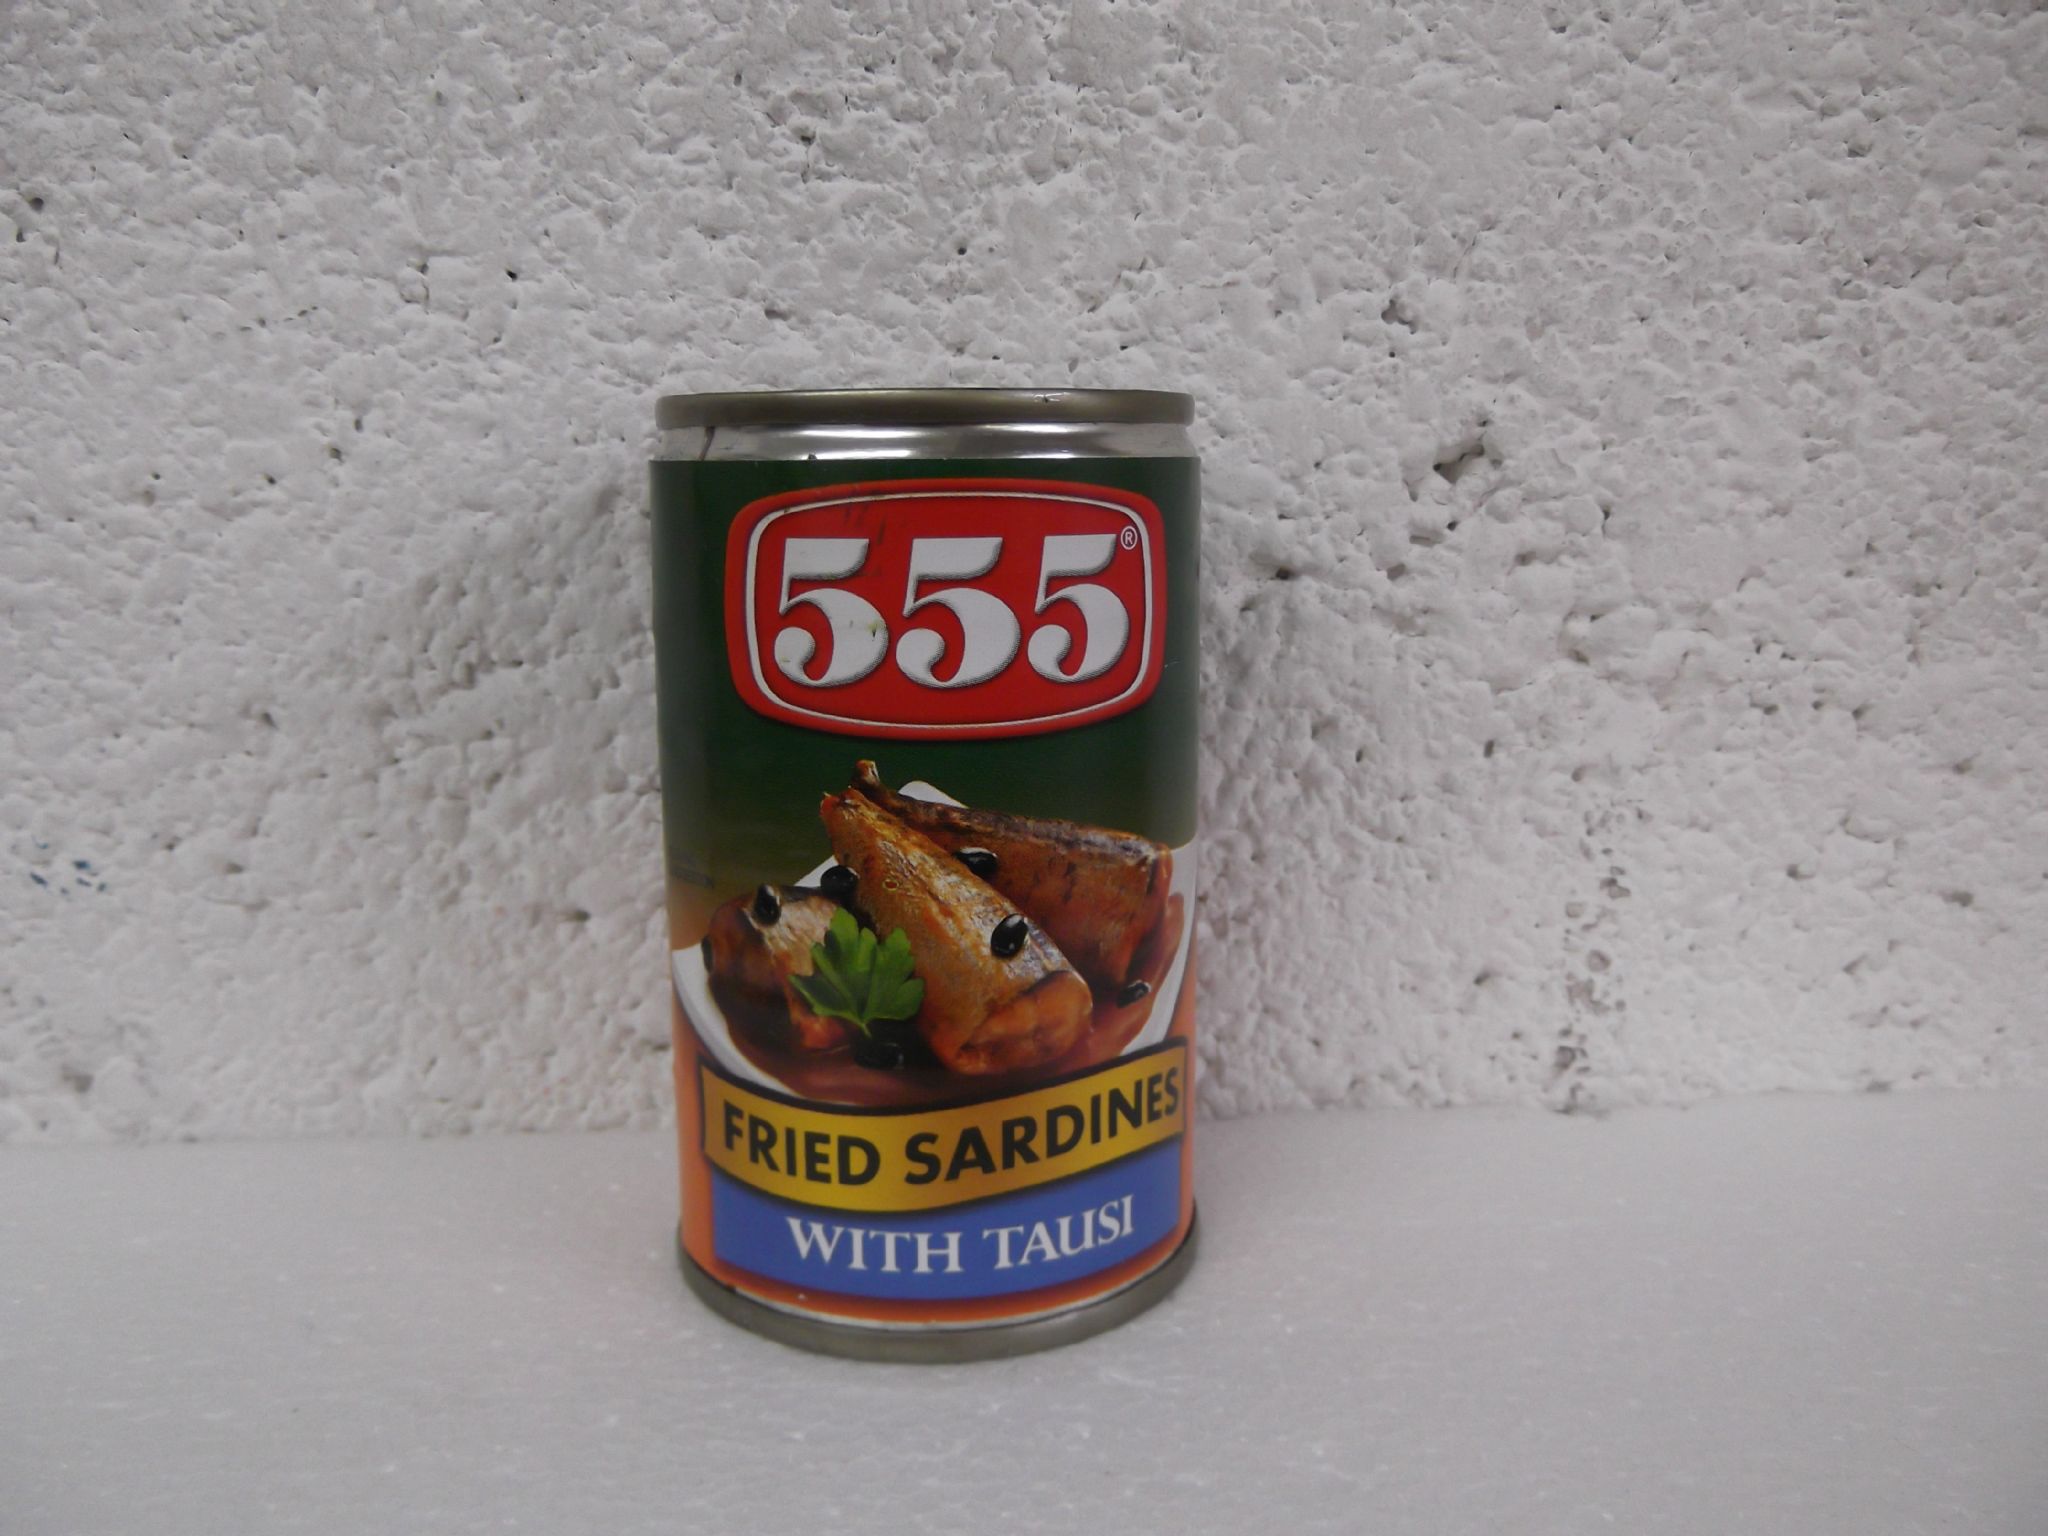 555®
FRIED SARDINES
WITH TAUSI